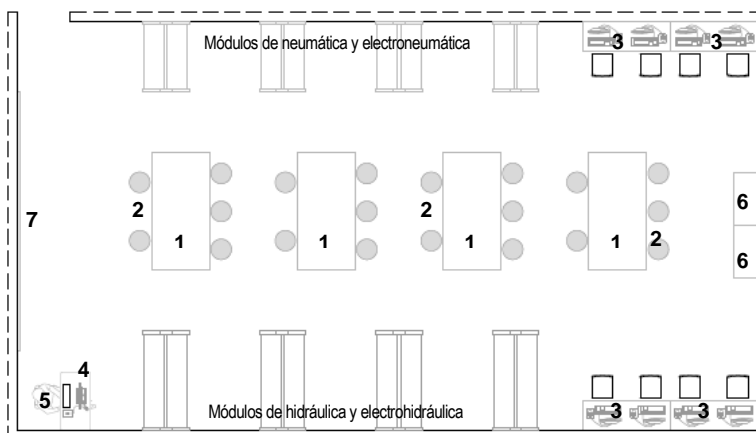 Módulos de neumática y electroneumática
3 3
2 2
7 1 1 1 1 2 6
6
4
5
Módulos de hidráulica y electrohidráulica
3 3